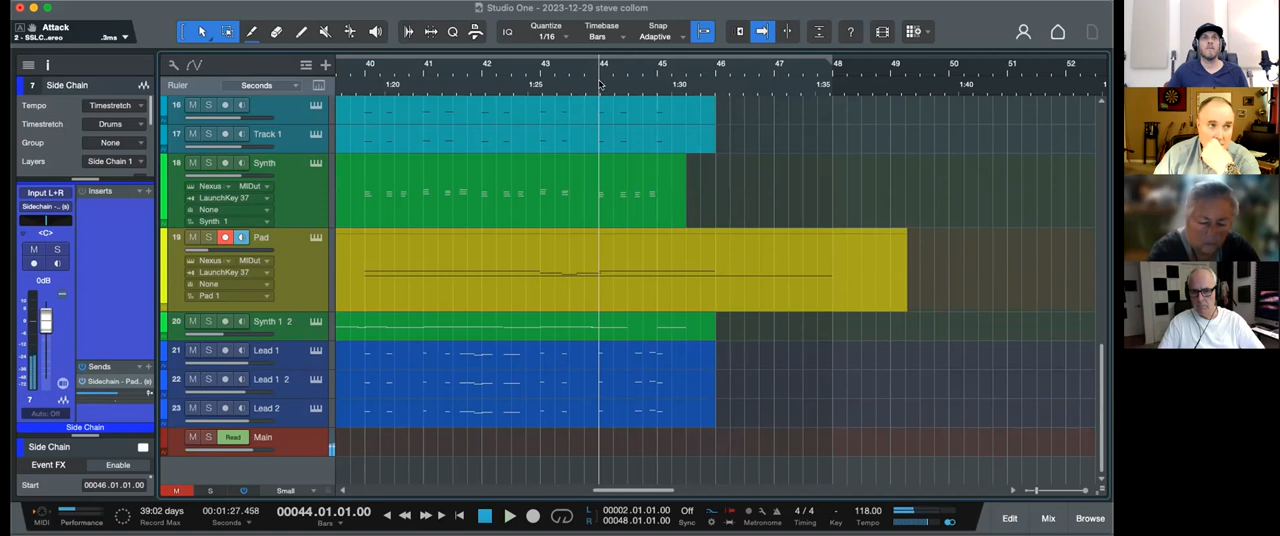 Studio One - 2023-12-29 steve collom
Attack
2 - SSLC...ereo .3ms
IQ
Quantize
1/16
Timebase
Bars
Snap
Adaptive
?
i
7 Side Chain
Tempo Timestretch
Timestretch Drums
Group None
Layers Side Chain 1
Ruler Seconds
40 41 42 43 44 45 46 47 48 49 50 51 52
1:20 1:25 1:30 1:35 1:40
16 M S
17 M S Track 1
18 M S Synth
Nexus MIDut
LaunchKey 37
None
Synth 1
19 M S Pad
Nexus MIDut
LaunchKey 37
None
Pad 1
20 M S Synth 1 2
21 M S Lead 1
22 M S Lead 1 2
23 M S Lead 2
M S Read Main
M S Small
Input L+R
Sidechain -.. (s)
<C>
M S
0dB
Inserts
Sends
Sidechain - Pad.. (s)
7
Auto: Off
Side Chain
Side Chain
Event FX Enable
Start 00046.01.01.00
MIDI
Performance
39:02 days
Record Max
00:01:27.458
Seconds
00044.01.01.00
Bars
L 00002.01.01.00
R 00048.01.01.00
Off
Sync
Metronome
4 / 4
Timing
-
Key
118.00
Tempo
Edit Mix Browse